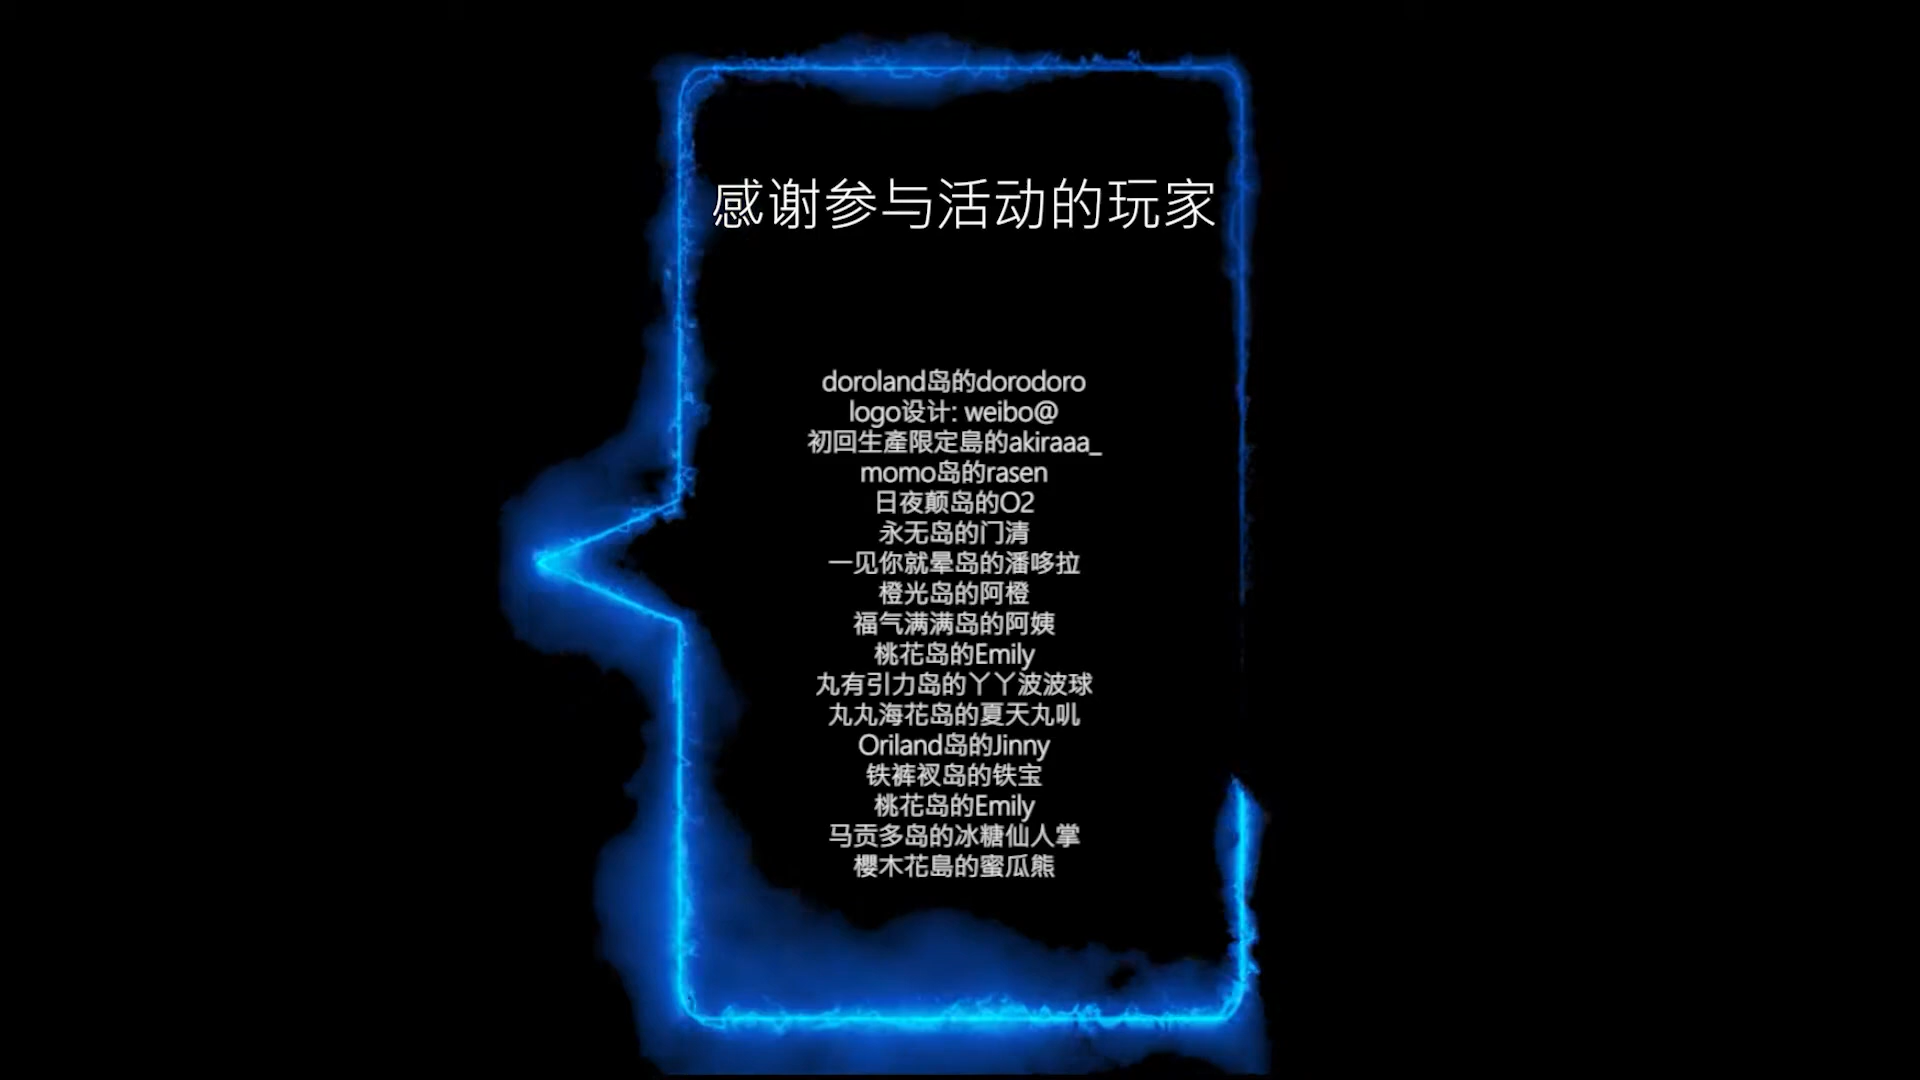 感谢参与活动的玩家
doroland岛的dorodoro
logo设计: weibo@
初回生產限定島的akiraaa_
momo岛的rasen
日夜颠岛的O2
永无岛的门清
一见你就晕岛的潘哆拉
橙光岛的阿橙
福气满满岛的阿姨
桃花岛的Emily
丸有引力岛的丫丫波波球
丸丸海花岛的夏天丸叽
Oriland岛的Jinny
铁裤衩岛的铁宝
桃花岛的Emily
马贡多岛的冰糖仙人掌
櫻木花島的蜜瓜熊